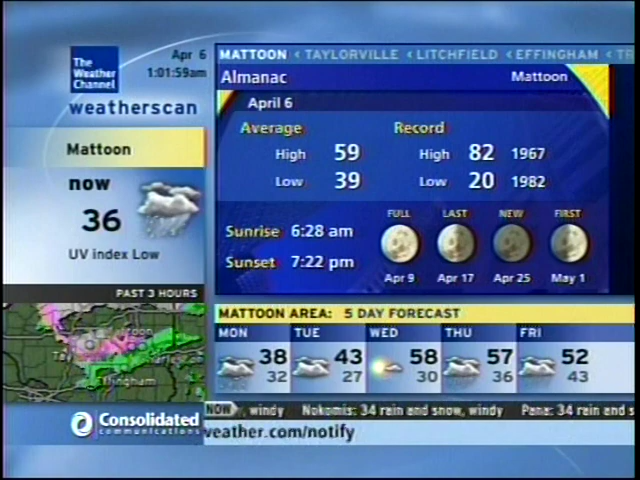 The
Weather
Channel
Apr 6
1:01:59am
weatherscan
Mattoon
now
36
UV index Low
PAST 3 HOURS
Effingham
Consolidated
communications
MATTOON < TAYLORVILLE < LITCHFIELD < EFFINGHAM < T
Almanac Mattoon
April 6
Average Record
High 59 High 82 1967
Low 39 Low 20 1982
Sunrise 6:28 am
Sunset 7:22 pm
FULL LAST NEW FIRST
Apr 9 Apr 17 Apr 25 May 1
MATTOON AREA: 5 DAY FORECAST
MON TUE WED THU FRI
38 43 58 57 52
32 27 30 36 43
NOW , windy Nokomis: 34 rain and snow, windy Pana: 34 rain and s
weather.com/notify